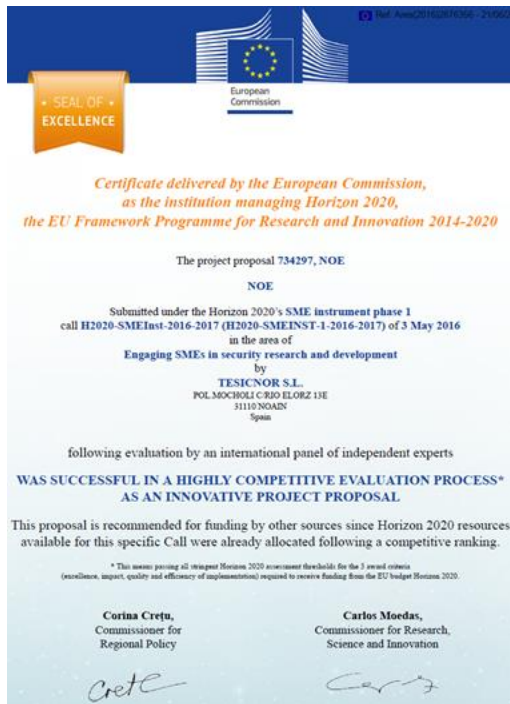 Ref. Ares(2016)2876366 - 21/06/
European
Commission
• SEAL OF •
EXCELLENCE
Certificate delivered by the European Commission,
as the institution managing Horizon 2020,
the EU Framework Programme for Research and Innovation 2014-2020
The project proposal 734297, NOE
NOE
Submitted under the Horizon 2020's SME instrument phase 1
call H2020-SMEInst-2016-2017 (H2020-SMEINST-1-2016-2017) of 3 May 2016
in the area of
Engaging SMEs in security research and development
by
TESICNOR S.L.
POL.MOCHOLI C/RIO ELORZ 13E
31110 NOAIN
Spain
following evaluation by an international panel of independent experts
WAS SUCCESSFUL IN A HIGHLY COMPETITIVE EVALUATION PROCESS*
AS AN INNOVATIVE PROJECT PROPOSAL
This proposal is recommended for funding by other sources since Horizon 2020 resources
available for this specific Call were already allocated following a competitive ranking.
* This means passing all stringent Horizon 2020 assessment thresholds for the 3 award criteria
(excellence, impact, quality and efficiency of implementation) required to receive funding from the EU budget Horizon 2020.
Corina Crețu,
Commissioner for
Regional Policy
Carlos Moedas,
Commissioner for Research,
Science and Innovation